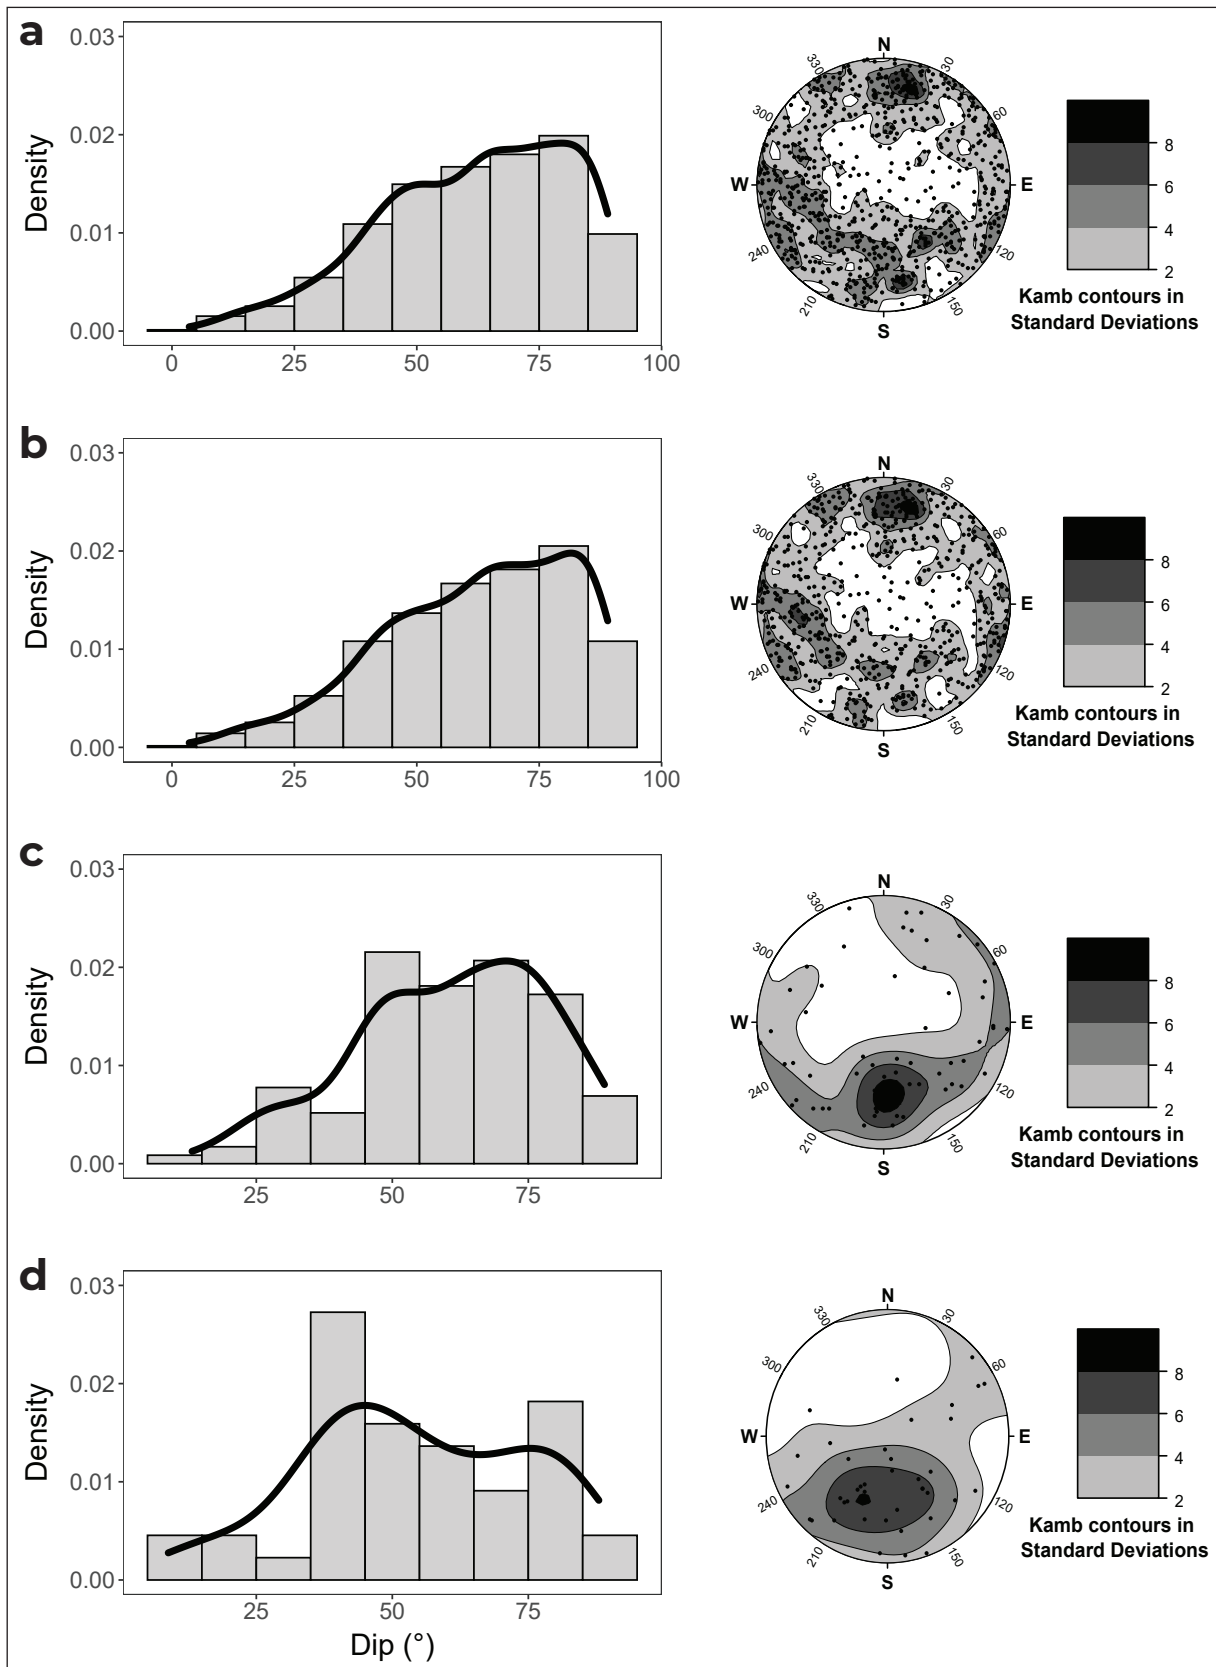 a
0.03
0.02
0.01
0.00
Density
0
25
50
75
100
N
30
60
E
120
150
S
210
240
W
300
330
8
6
4
2
Kamb contours in
Standard Deviations
b
0.03
0.02
0.01
0.00
Density
0
25
50
75
100
N
30
60
E
120
150
S
210
240
W
300
330
8
6
4
2
Kamb contours in
Standard Deviations
c
0.03
0.02
0.01
0.00
Density
25
50
75
N
30
60
E
120
150
S
210
240
W
300
330
8
6
4
2
Kamb contours in
Standard Deviations
d
0.03
0.02
0.01
0.00
Density
25
50
75
Dip (°)
N
30
60
E
120
150
S
210
240
W
300
330
8
6
4
2
Kamb contours in
Standard Deviations